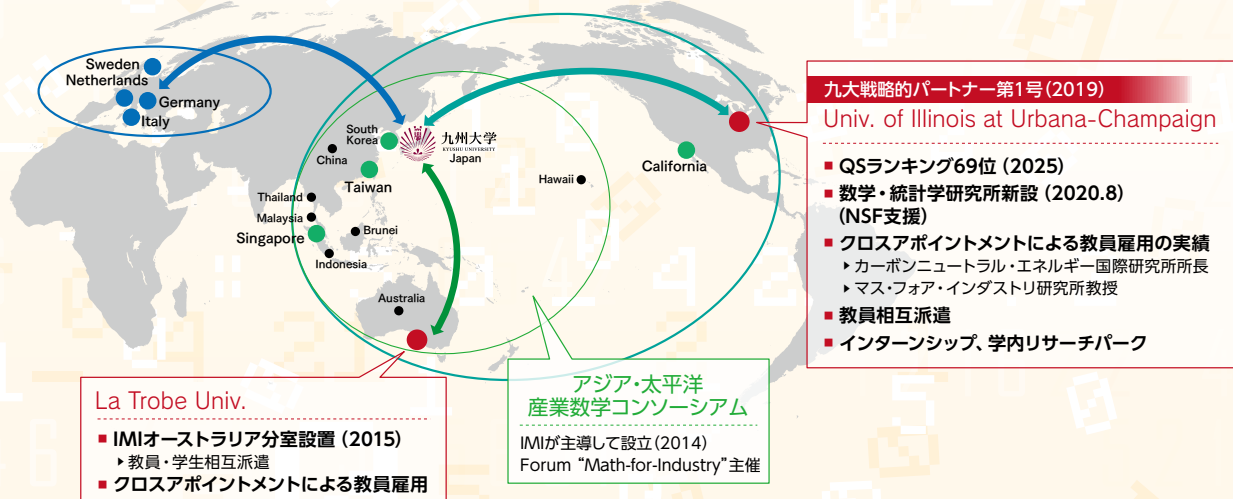 Sweden
Netherlands
Germany
Italy
South
Korea
九州大学
KYUSHU UNIVERSITY
Japan
China
Taiwan
Thailand
Malaysia
Singapore
Brunei
Indonesia
Hawaii
California
Australia
九大戦略的パートナー第1号(2019)
Univ. of Illinois at Urbana-Champaign
■ QSランキング69位 (2025)
■ 数学・統計学研究所新設 (2020.8)
(NSF支援)
■ クロスアポイントメントによる教員雇用の実績
▶ カーボンニュートラル・エネルギー国際研究所所長
▶ マス・フォア・インダストリ研究所教授
■ 教員相互派遣
■ インターンシップ、学内リサーチパーク
La Trobe Univ.
■ IMIオーストラリア分室設置 (2015)
▶ 教員・学生相互派遣
■ クロスアポイントメントによる教員雇用
アジア・太平洋
産業数学コンソーシアム
IMIが主導して設立(2014)
Forum “Math-for-Industry”主催